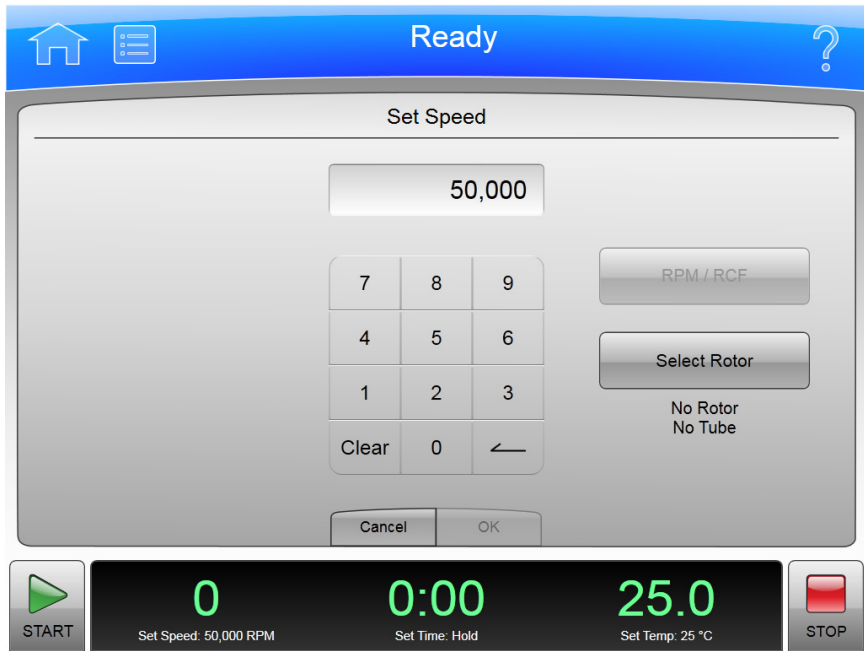 Ready
Set Speed
50,000
7 8 9
RPM / RCF
4 5 6
Select Rotor
1 2 3
No Rotor
No Tube
Clear 0
Cancel OK
START
0 0:00 25.0
Set Speed: 50,000 RPM Set Time: Hold Set Temp: 25 °C
STOP